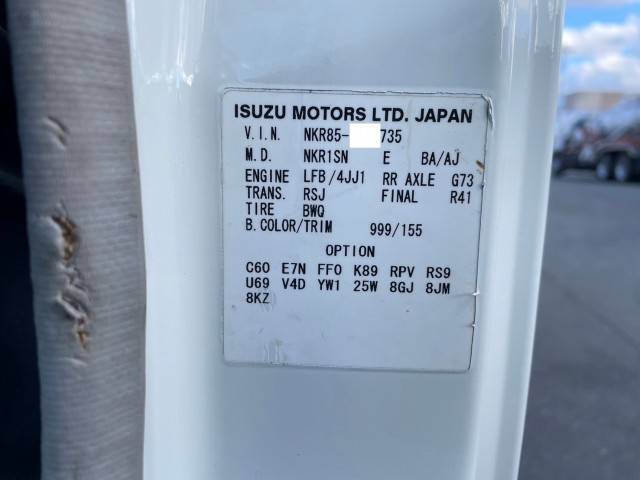 ISUZU MOTORS LTD. JAPAN
V.I.N. NKR85- 735
M.D. NKR1SN E BA/AJ
ENGINE LFB/4JJ1 RR AXLE G73
TRANS. RSJ FINAL R41
TIRE BWQ
B.COLOR/TRIM 999/155
OPTION
C60 E7N FF0 K89 RPV RS9
U69 V4D YW1 25W 8GJ 8JM
8KZ